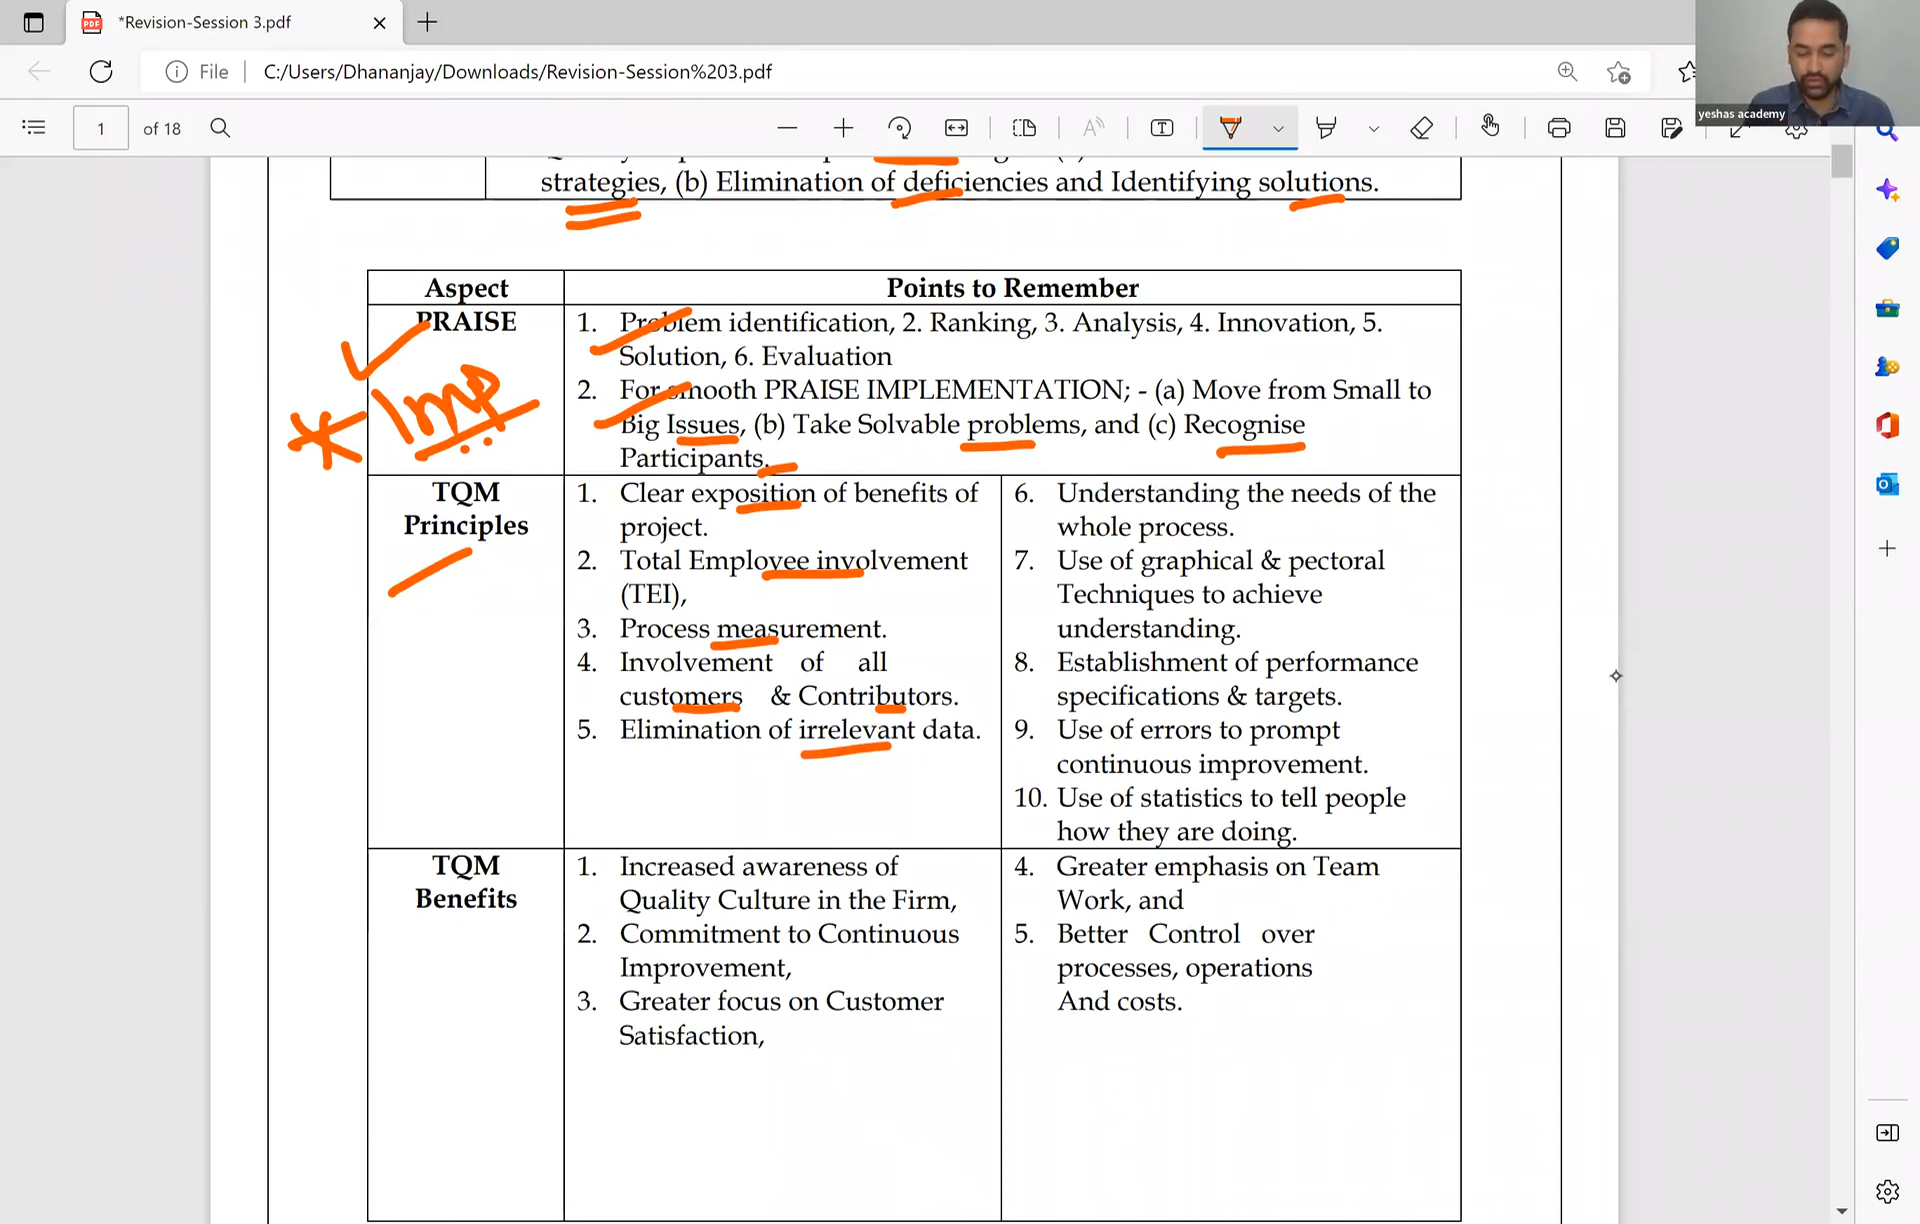 *Revision-Session 3.pdf
File
C:/Users/Dhananjay/Downloads/Revision-Session%203.pdf
yeshas academy
1 of 18
strategies, (b) Elimination of deficiencies and Identifying solutions.
Aspect
Points to Remember
PRAISE
Imp
1. Problem identification, 2. Ranking, 3. Analysis, 4. Innovation, 5.
Solution, 6. Evaluation
2. For smooth PRAISE IMPLEMENTATION; - (a) Move from Small to
Big Issues, (b) Take Solvable problems, and (c) Recognise
Participants.
TQM
Principles
1. Clear exposition of benefits of
project.
2. Total Employee involvement
(TEI),
3. Process measurement.
4. Involvement of all
customers & Contributors.
5. Elimination of irrelevant data.
6. Understanding the needs of the
whole process.
7. Use of graphical & pectoral
Techniques to achieve
understanding.
8. Establishment of performance
specifications & targets.
9. Use of errors to prompt
continuous improvement.
10. Use of statistics to tell people
how they are doing.
TQM
Benefits
1. Increased awareness of
Quality Culture in the Firm,
2. Commitment to Continuous
Improvement,
3. Greater focus on Customer
Satisfaction,
4. Greater emphasis on Team
Work, and
5. Better Control over
processes, operations
And costs.